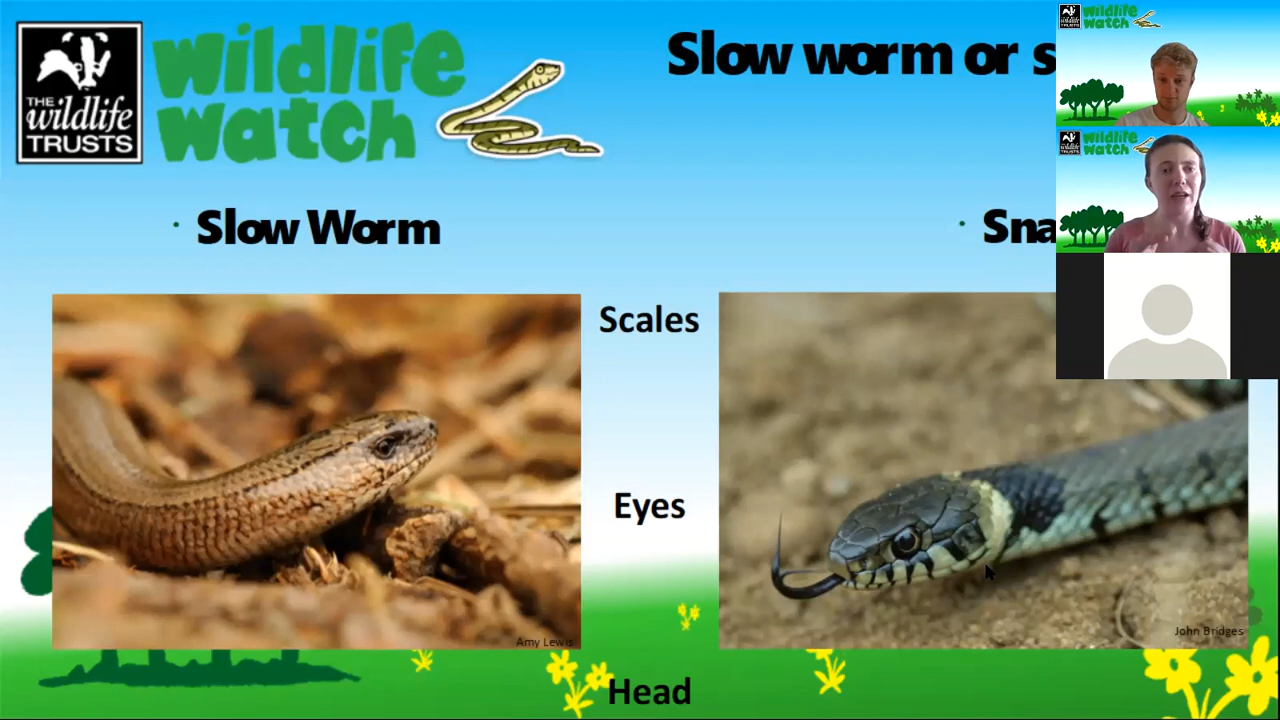 THE
wildlife
TRUSTS
wildlife
watch
Slow worm or s
• Slow Worm
• Sna
Scales
Eyes
Head
Amy Lewis
John Bridges
wildlife
watch
wildlife
watch